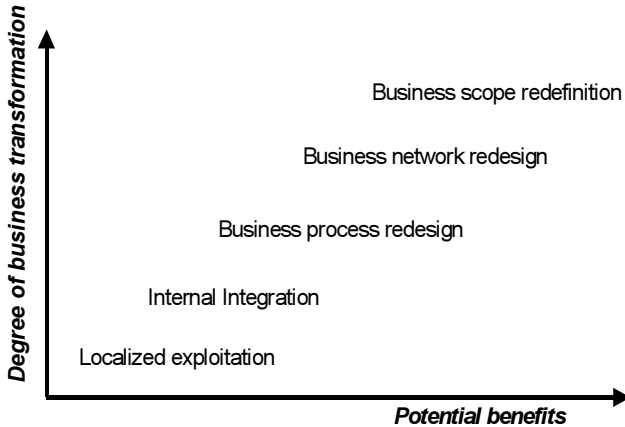 Degree of business transformation
Business scope redefinition
Business network redesign
Business process redesign
Internal Integration
Localized exploitation
Potential benefits